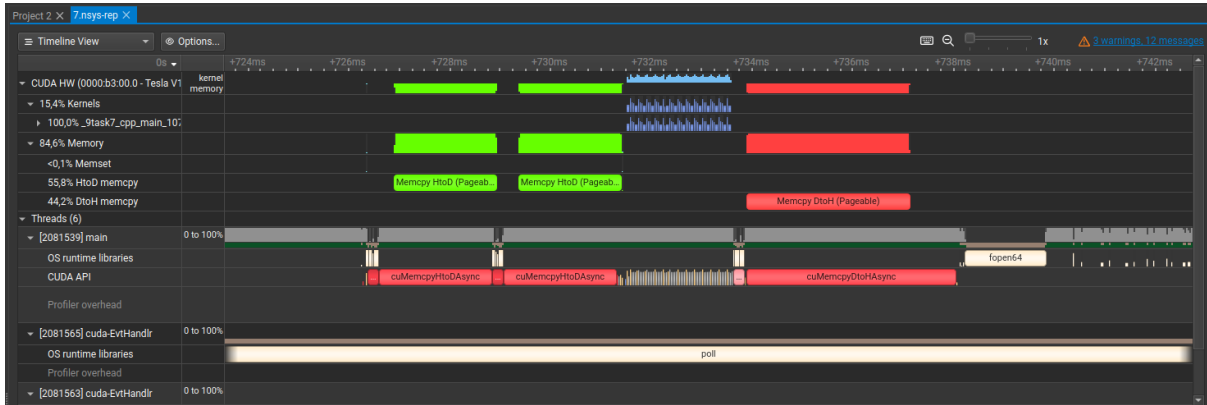 Project 2 × 7.nsys-rep ×
Timeline View Options... 1x 3 warnings, 12 messages
0s +724ms +726ms +728ms +730ms +732ms +734ms +736ms +738ms +740ms +742ms
CUDA HW (0000:b3:00.0 - Tesla V1 kernel
memory
15,4% Kernels
100,0% _9task7_cpp_main_107
84,6% Memory
<0,1% Memset
55,8% HtoD memcpy Memcpy HtoD (Pageab... Memcpy HtoD (Pageab...
44,2% DtoH memcpy Memcpy DtoH (Pageable)
Threads (6)
[2081539] main 0 to 100%
OS runtime libraries fopen64
CUDA API ... cuMemcpyHtoDAsync ... cuMemcpyHtoDAsync ... cuMemcpyDtoHAsync
Profiler overhead
[2081565] cuda-EvtHandlr 0 to 100%
OS runtime libraries poll
Profiler overhead
[2081563] cuda-EvtHandlr 0 to 100%